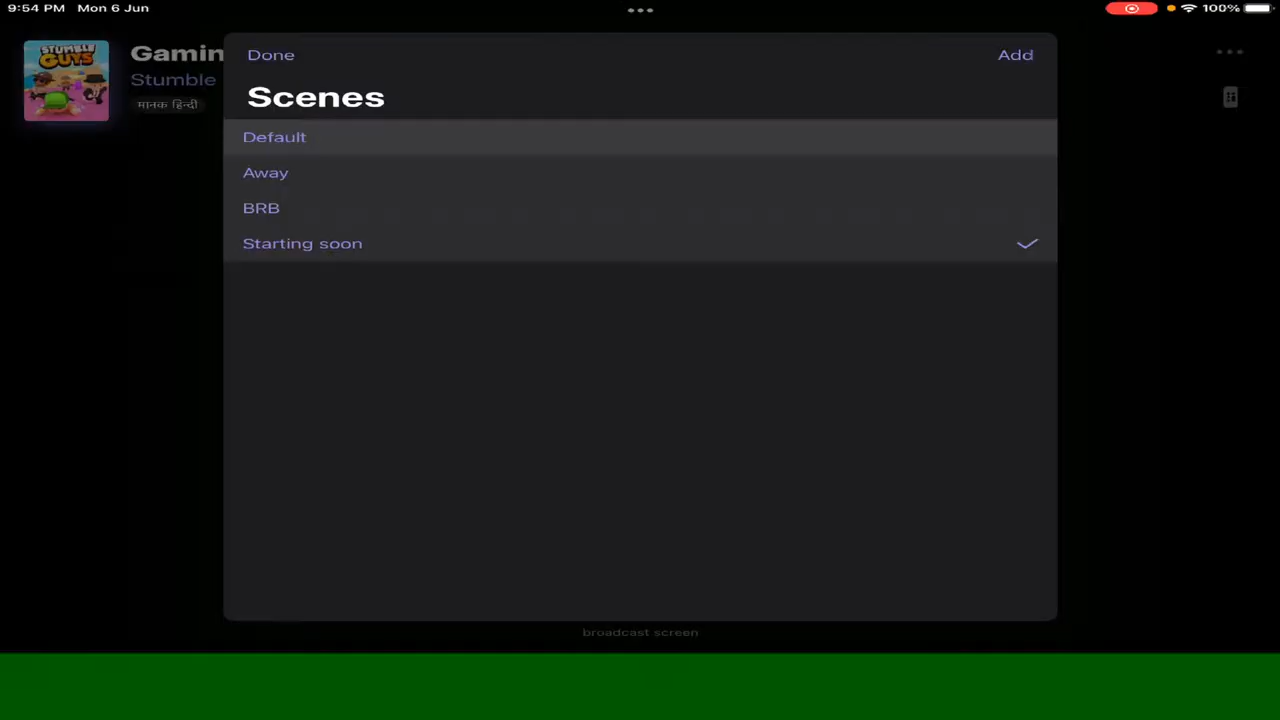 9:54 PM Mon 6 Jun
100%
STUMBLE
GUYS
Gamin
Stumble
मानक हिन्दी
Done
Add
Scenes
Default
Away
BRB
Starting soon
broadcast screen